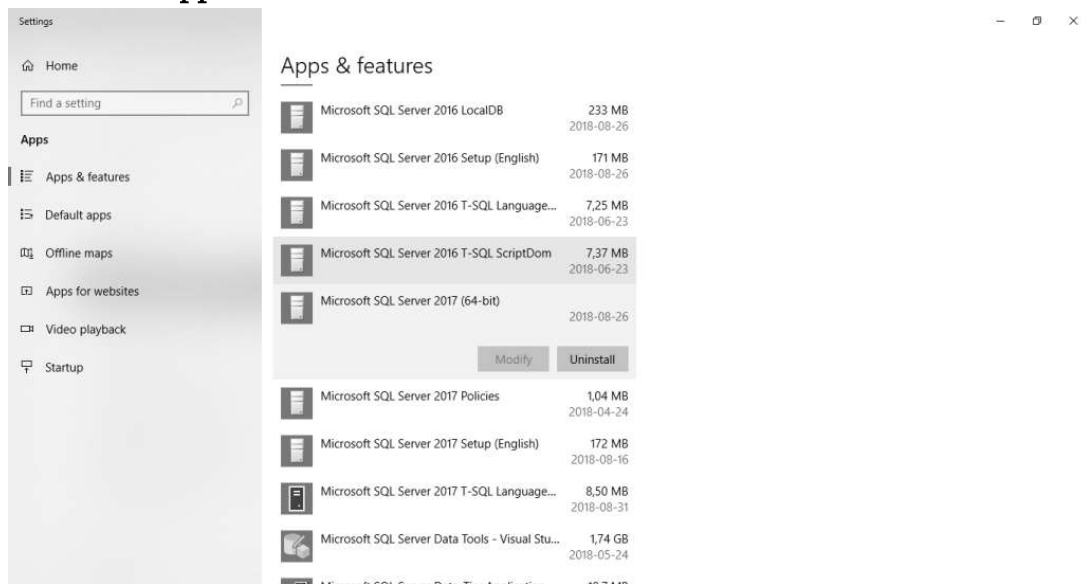 Settings
Home
Find a setting
Apps
Apps & features
Default apps
Offline maps
Apps for websites
Video playback
Startup
Apps & features
Microsoft SQL Server 2016 LocalDB 233 MB
2018-08-26
Microsoft SQL Server 2016 Setup (English) 171 MB
2018-08-26
Microsoft SQL Server 2016 T-SQL Language... 7,25 MB
2018-06-23
Microsoft SQL Server 2016 T-SQL ScriptDom 7,37 MB
2018-06-23
Microsoft SQL Server 2017 (64-bit)
2018-08-26
Modify Uninstall
Microsoft SQL Server 2017 Policies 1,04 MB
2018-04-24
Microsoft SQL Server 2017 Setup (English) 172 MB
2018-08-16
Microsoft SQL Server 2017 T-SQL Language... 8,50 MB
2018-08-31
Microsoft SQL Server Data Tools - Visual Stu... 1,74 GB
2018-05-24